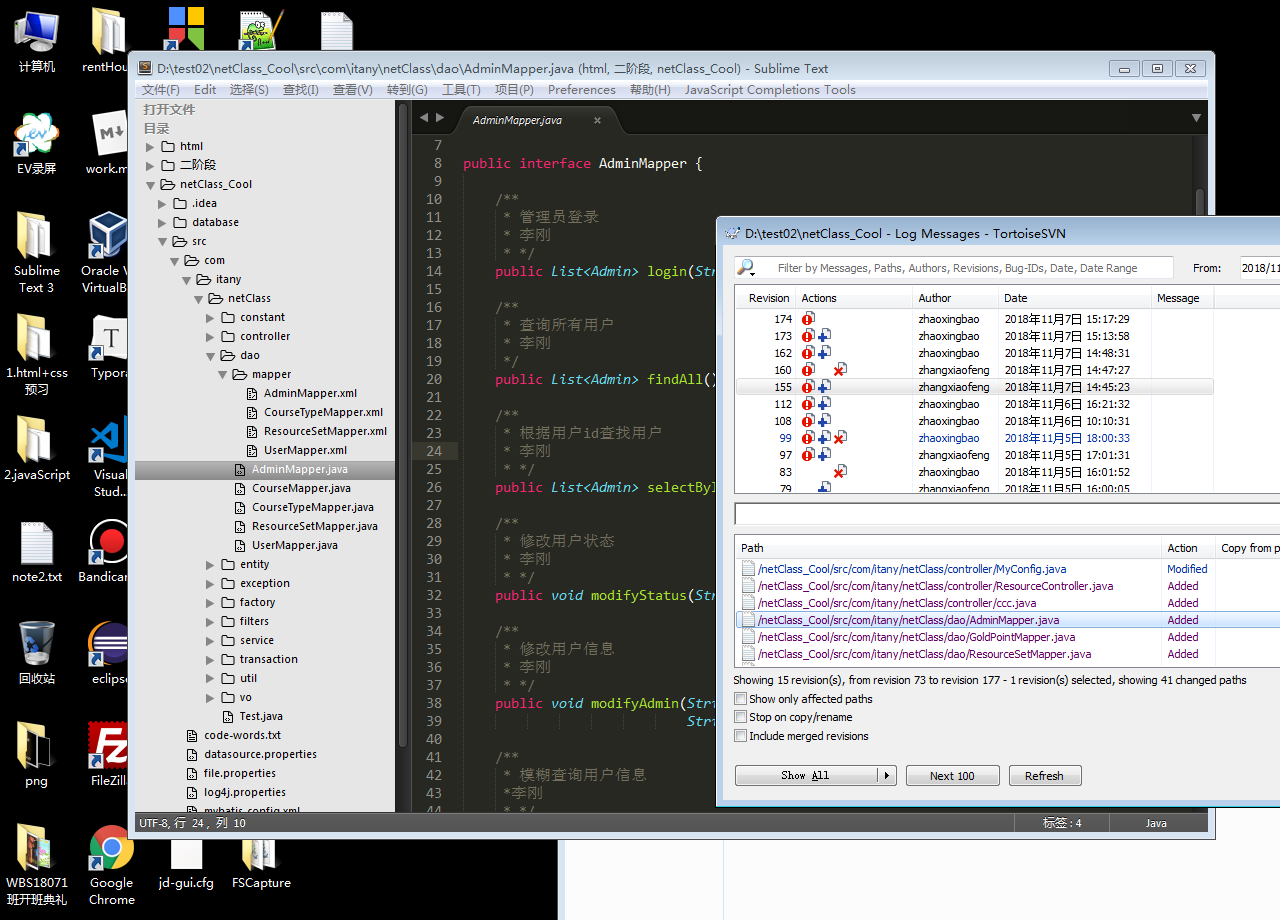 计算机
rentHou
EV录屏
work.m
Sublime
Text 3
Oracle V
VirtualB
1.html+css
预习
Typora
2.javaScript
Visual
Stud...
note2.txt
Bandicam
回收站
eclipse
png
FileZilla
WBS18071
班开班典礼
Google
Chrome
jd-gui.cfg
FSCapture
D:\test02\netClass_Cool\src\com\itany\netClass\dao\AdminMapper.java (html, 二阶段, netClass_Cool) - Sublime Text
文件(F) Edit 选择(S) 查找(I) 查看(V) 转到(G) 工具(T) 项目(P) Preferences 帮助(H) JavaScript Completions Tools
打开文件
目录
html
二阶段
netClass_Cool
.idea
database
src
com
itany
netClass
constant
controller
dao
mapper
AdminMapper.xml
CourseTypeMapper.xml
ResourceSetMapper.xml
UserMapper.xml
AdminMapper.java
CourseMapper.java
CourseTypeMapper.java
ResourceSetMapper.java
UserMapper.java
entity
exception
factory
filters
service
transaction
util
vo
Test.java
code-words.txt
datasource.properties
file.properties
log4j.properties
mybatis-config.xml
AdminMapper.java
7
8 public interface AdminMapper {
9
10 /**
11 * 管理员登录
12 * 李刚
13 * */
14 public List<Admin> login(Str
15
16 /**
17 * 查询所有用户
18 * 李刚
19 */
20 public List<Admin> findAll()
21
22 /**
23 * 根据用户id查找用户
24 * 李刚
25 * */
26 public List<Admin> selectByI
27
28 /**
29 * 修改用户状态
30 * 李刚
31 * */
32 public void modifyStatus(Str
33
34 /**
35 * 修改用户信息
36 * 李刚
37 * */
38 public void modifyAdmin(Stri
39 Stri
40
41 /**
42 * 模糊查询用户信息
43 *李刚
44 * */
UTF-8, 行 24 , 列 10
标签 : 4
Java
D:\test02\netClass_Cool - Log Messages - TortoiseSVN
Filter by Messages, Paths, Authors, Revisions, Bug-IDs, Date, Date Range From: 2018/11
Revision Actions Author Date Message
174 zhaoxingbao 2018年11月7日 15:17:29
173 zhaoxingbao 2018年11月7日 15:13:58
162 zhaoxingbao 2018年11月7日 14:48:31
160 zhangxiaofeng 2018年11月7日 14:47:27
155 zhangxiaofeng 2018年11月7日 14:45:23
112 zhaoxingbao 2018年11月6日 16:21:32
108 zhaoxingbao 2018年11月6日 10:10:31
99 zhaoxingbao 2018年11月5日 18:00:33
97 zhangxiaofeng 2018年11月5日 17:01:31
83 zhaoxingbao 2018年11月5日 16:01:52
79 zhangxiaofeng 2018年11月5日 16:00:05
Path Action Copy from p
/netClass_Cool/src/com/itany/netClass/controller/MyConfig.java Modified
/netClass_Cool/src/com/itany/netClass/controller/ResourceController.java Added
/netClass_Cool/src/com/itany/netClass/controller/ccc.java Added
/netClass_Cool/src/com/itany/netClass/dao/AdminMapper.java Added
/netClass_Cool/src/com/itany/netClass/dao/GoldPointMapper.java Added
/netClass_Cool/src/com/itany/netClass/dao/ResourceSetMapper.java Added
Showing 15 revision(s), from revision 73 to revision 177 - 1 revision(s) selected, showing 41 changed paths
Show only affected paths
Stop on copy/rename
Include merged revisions
Show All
Next 100
Refresh